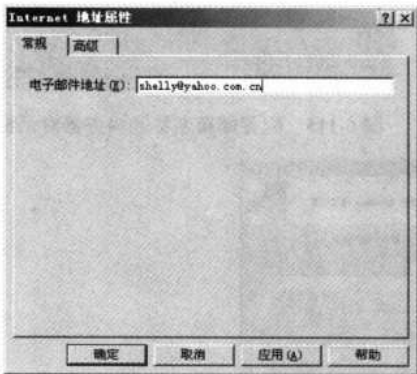 Internet 地址属性
常规 高级
电子邮件地址(E): shelly@yahoo.com.cn
确定 取消 应用(A) 帮助